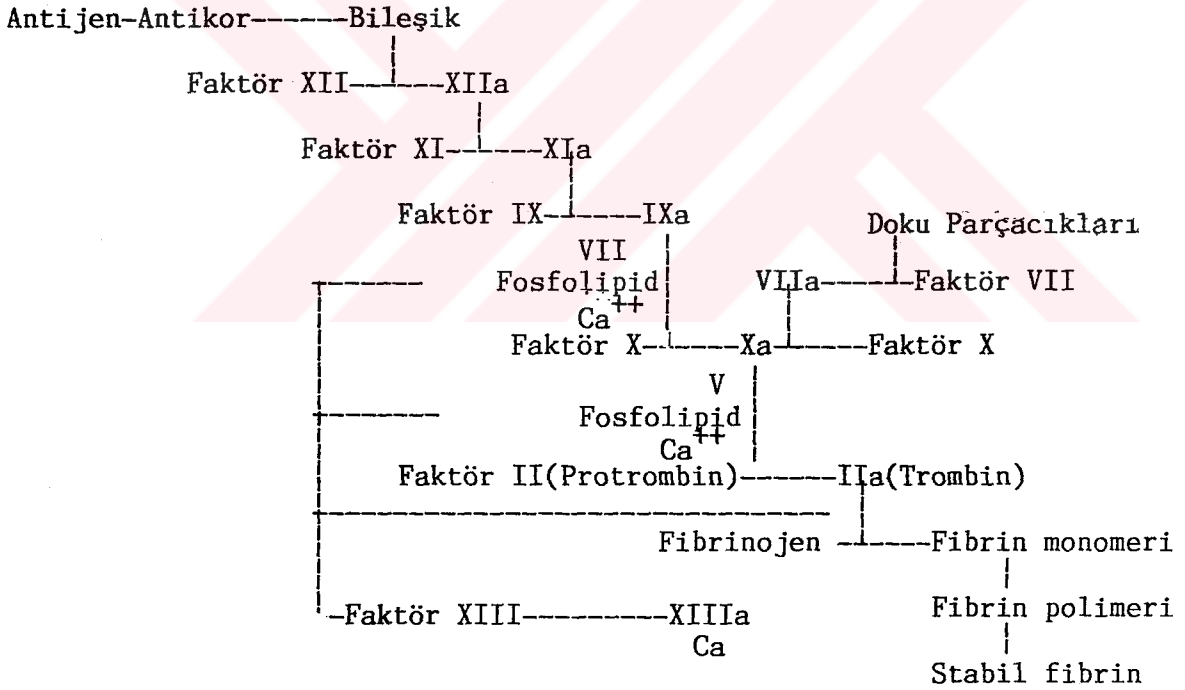 Antijen-Antikor------Bileşik
Faktör XII------XIIa
Faktör XI------XIa
Faktör IX------IXa
Doku Parçacıkları
VII
Fosfolipid
VIIa------Faktör VII
Ca++
Faktör X------Xa------Faktör X
V
Fosfolipid
Ca++
Faktör II(Protrombin)------IIa(Trombin)
Fibrinojen ------Fibrin monomeri
Faktör XIII---------XIIIa
Fibrin polimeri
Ca
Stabil fibrin